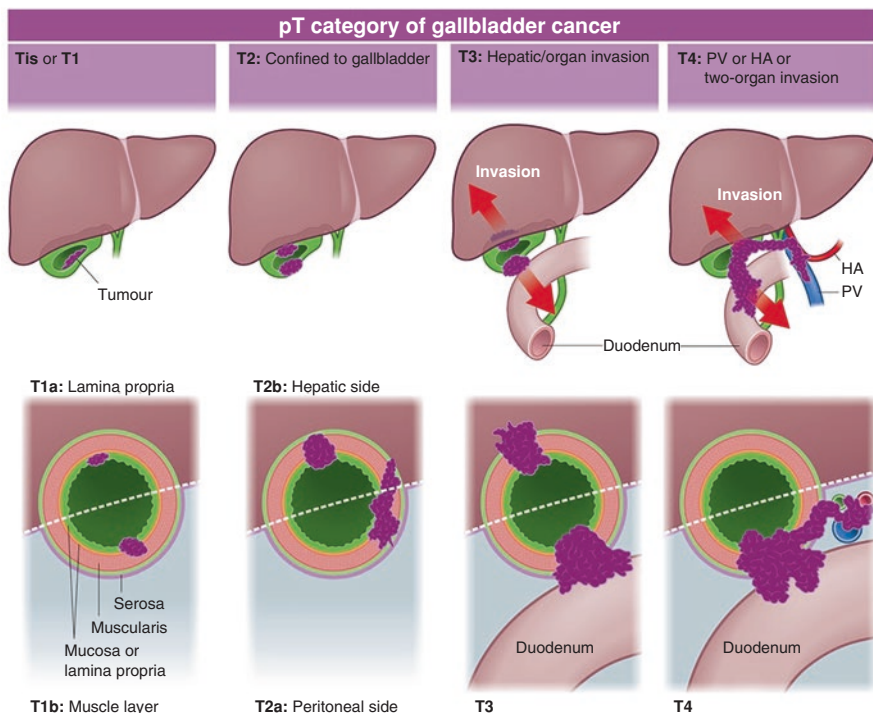 pT category of gallbladder cancer
Tis or T1
T2: Confined to gallbladder
T3: Hepatic/organ invasion
T4: PV or HA or
two-organ invasion
Tumour
Invasion
Invasion
HA
PV
Duodenum
T1a: Lamina propria
T2b: Hepatic side
Serosa
Muscularis
Mucosa or
lamina propria
Duodenum
Duodenum
T1b: Muscle layer
T2a: Peritoneal side
T3
T4